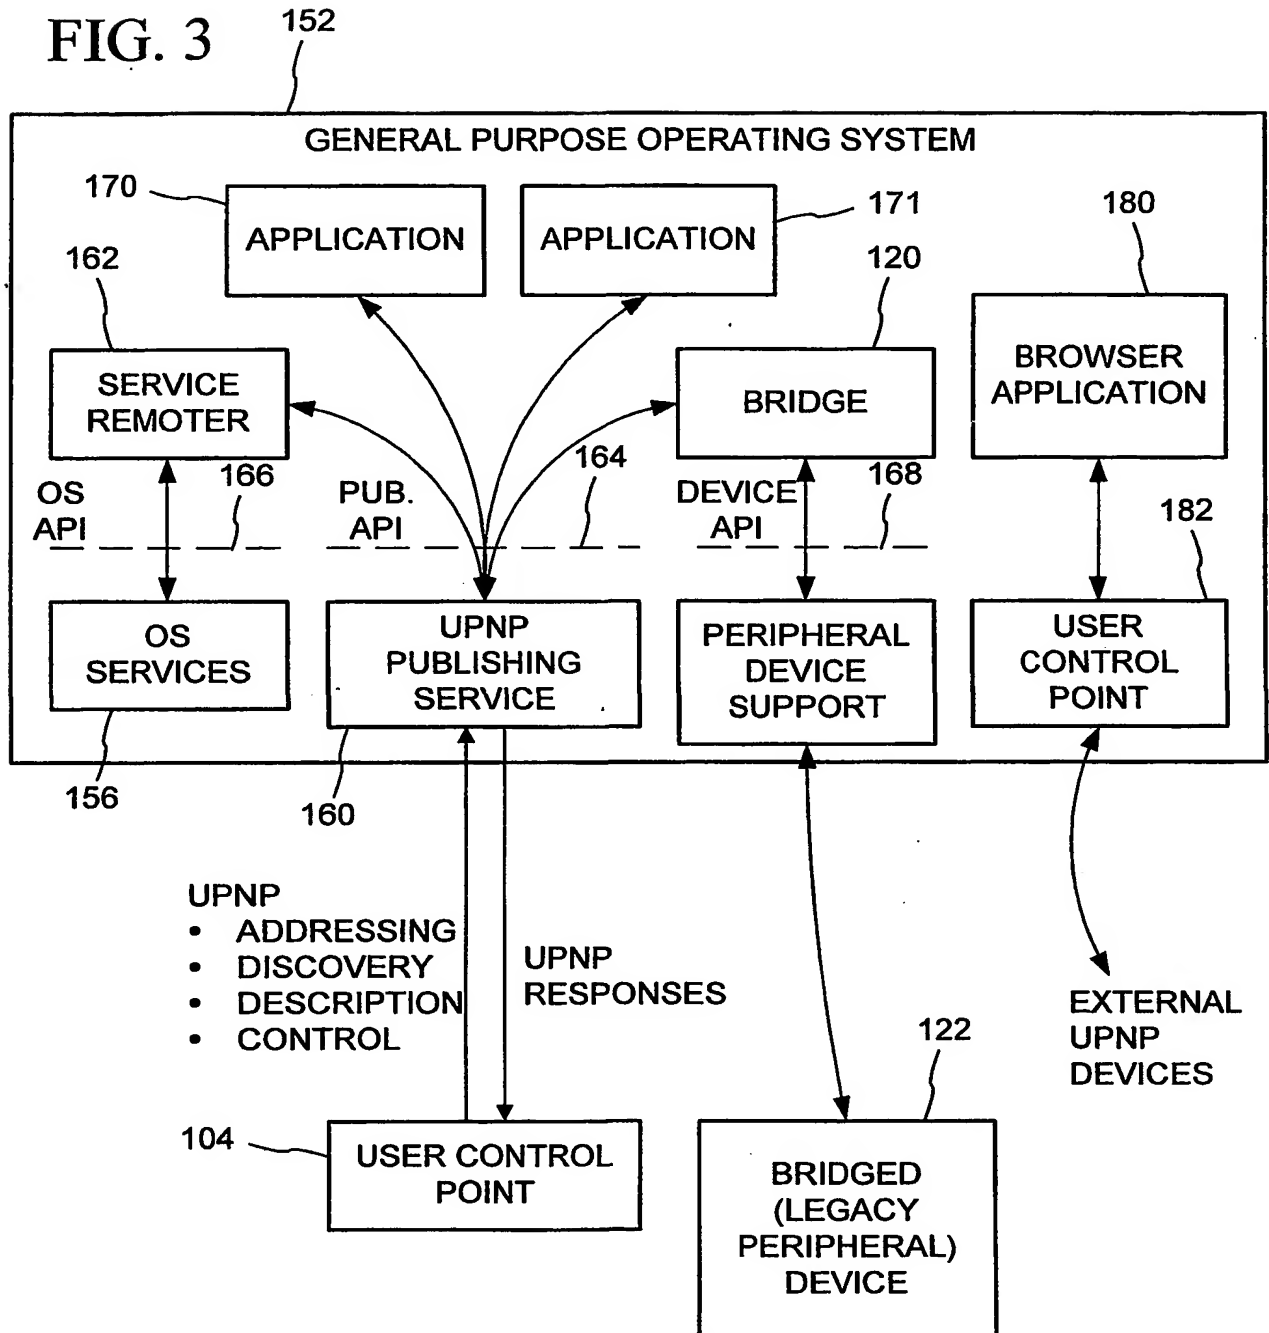 FIG. 3
152
GENERAL PURPOSE OPERATING SYSTEM
170
APPLICATION
APPLICATION
171
180
162
120
SERVICE
REMOTER
BRIDGE
BROWSER
APPLICATION
OS
API
166
PUB.
API
164
DEVICE
API
168
182
OS
SERVICES
UPNP
PUBLISHING
SERVICE
PERIPHERAL
DEVICE
SUPPORT
USER
CONTROL
POINT
156
160
UPNP
• ADDRESSING
• DISCOVERY
• DESCRIPTION
• CONTROL
UPNP
RESPONSES
EXTERNAL
UPNP
DEVICES
122
104
USER CONTROL
POINT
BRIDGED
(LEGACY
PERIPHERAL)
DEVICE